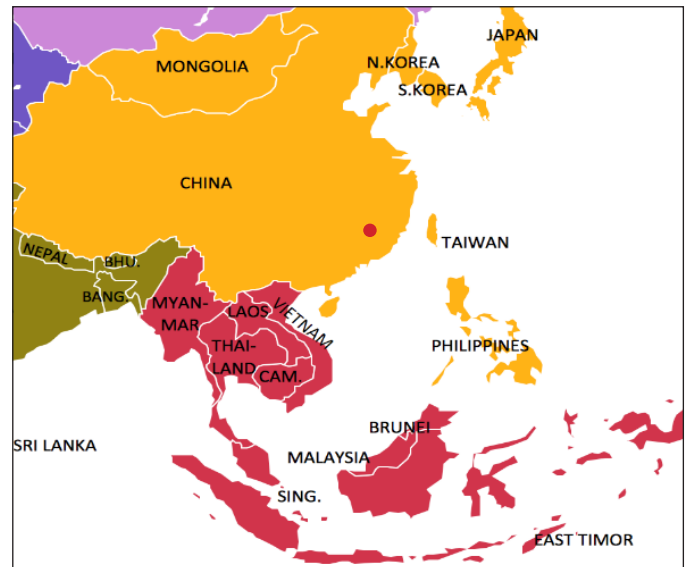 JAPAN
MONGOLIA
N.KOREA
S.KOREA
CHINA
TAIWAN
NEPAL
BHU.
BANG.
MYAN-
MAR
LAOS
VIETNAM
THAI-
LAND
CAM.
PHILIPPINES
BRUNEI
SRI LANKA
MALAYSIA
SING.
EAST TIMOR